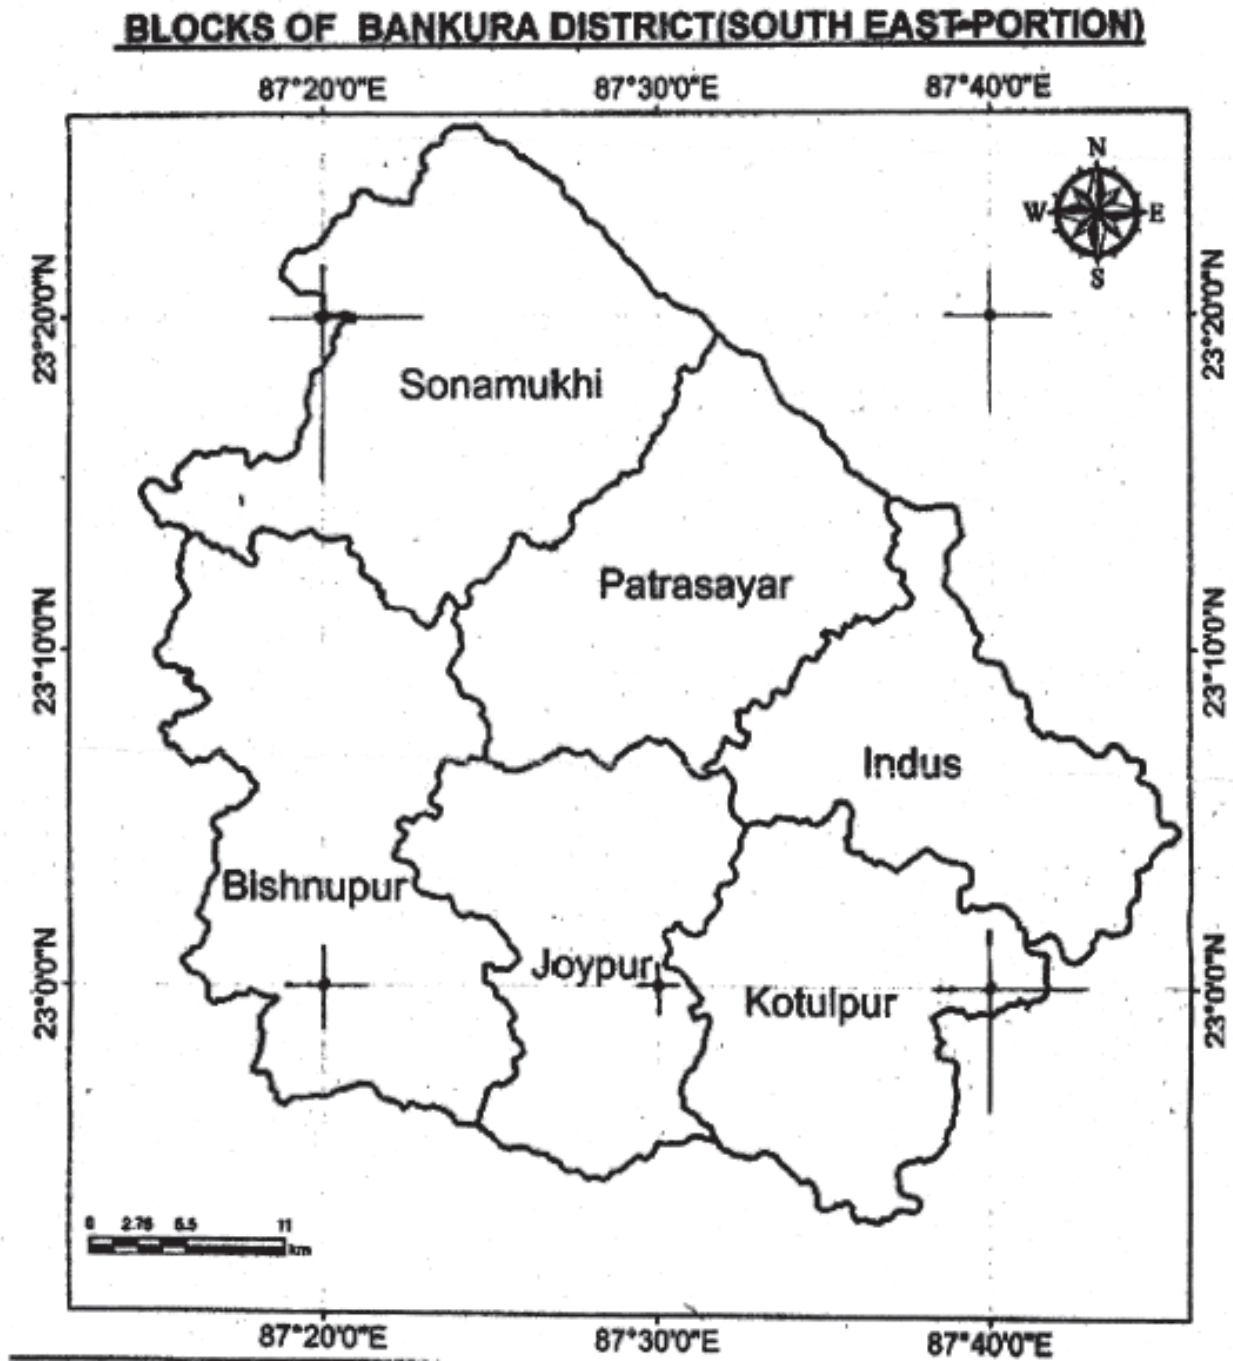 BLOCKS OF BANKURA DISTRICT(SOUTH EAST-PORTION)
87°20'0"E 87°30'0"E 87°40'0"E
N
W E
S
23°20'0"N 23°20'0"N
Sonamukhi
Patrasayar
23°10'0"N 23°10'0"N
Indus
Bishnupur
Joypur
Kotulpur
23°0'0"N 23°0'0"N
0 2.75 5.5 11
km
87°20'0"E 87°30'0"E 87°40'0"E